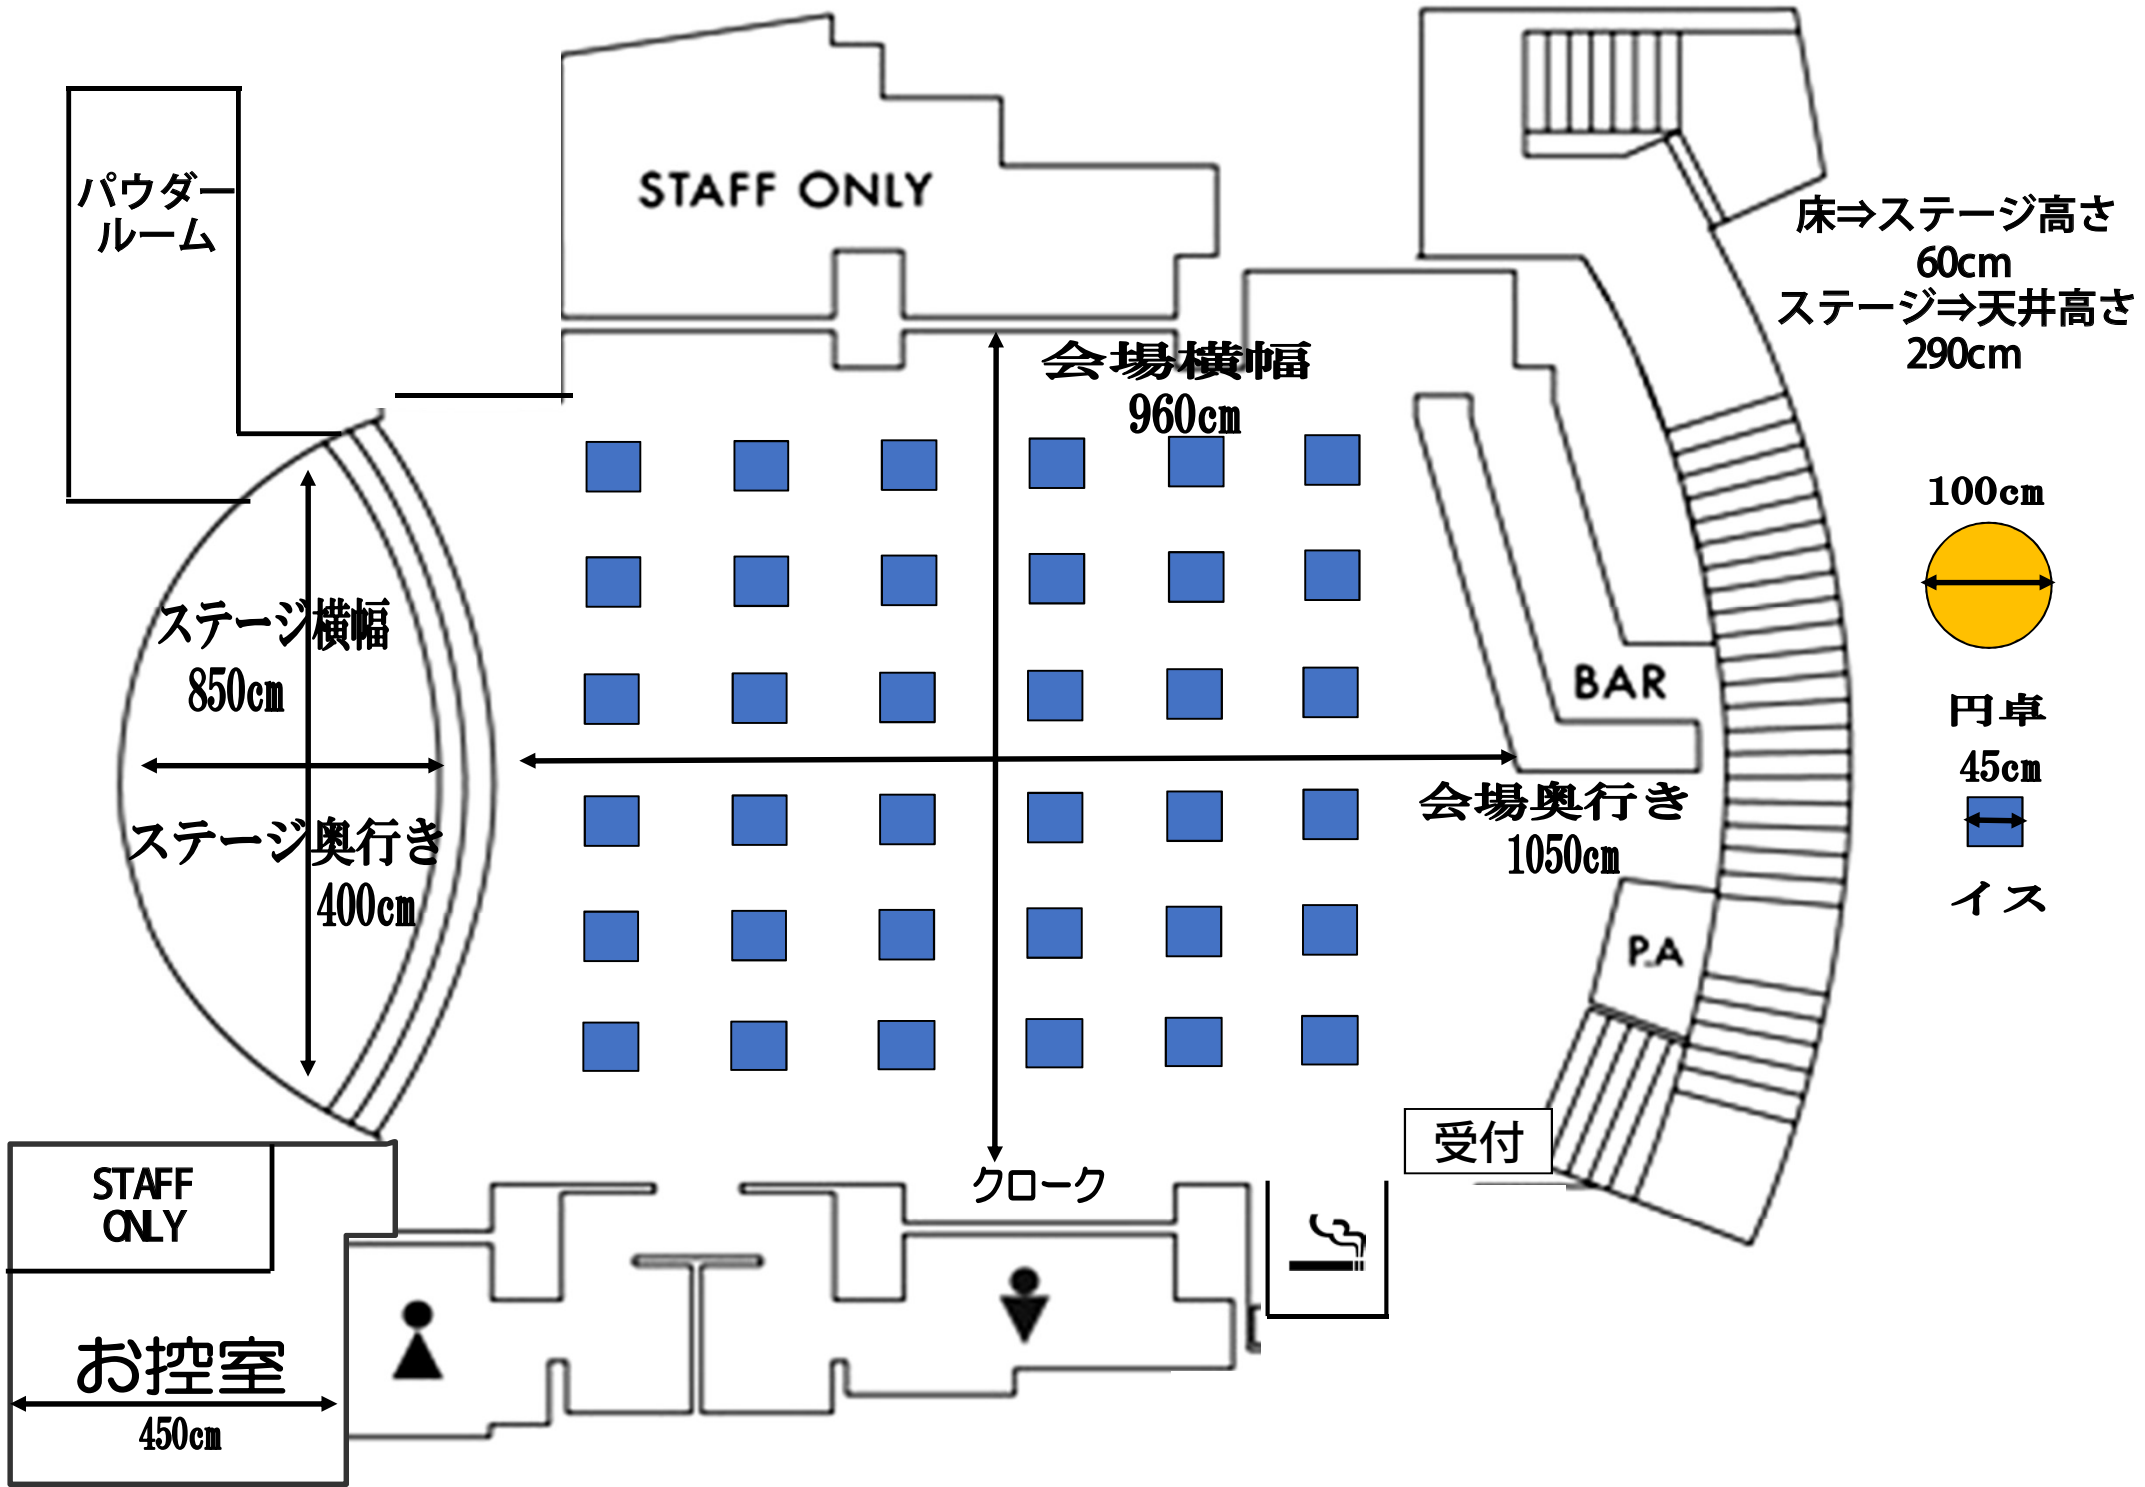 パウダー
ルーム
STAFF ONLY
床⇒ステージ高さ
60cm
ステージ⇒天井高さ
290cm
会場横幅
960cm
100cm
円卓
45cm
イス
ステージ横幅
850cm
ステージ奥行き
400cm
BAR
会場奥行き
1050cm
P.A
受付
クローク
STAFF
ONLY
お控室
450cm